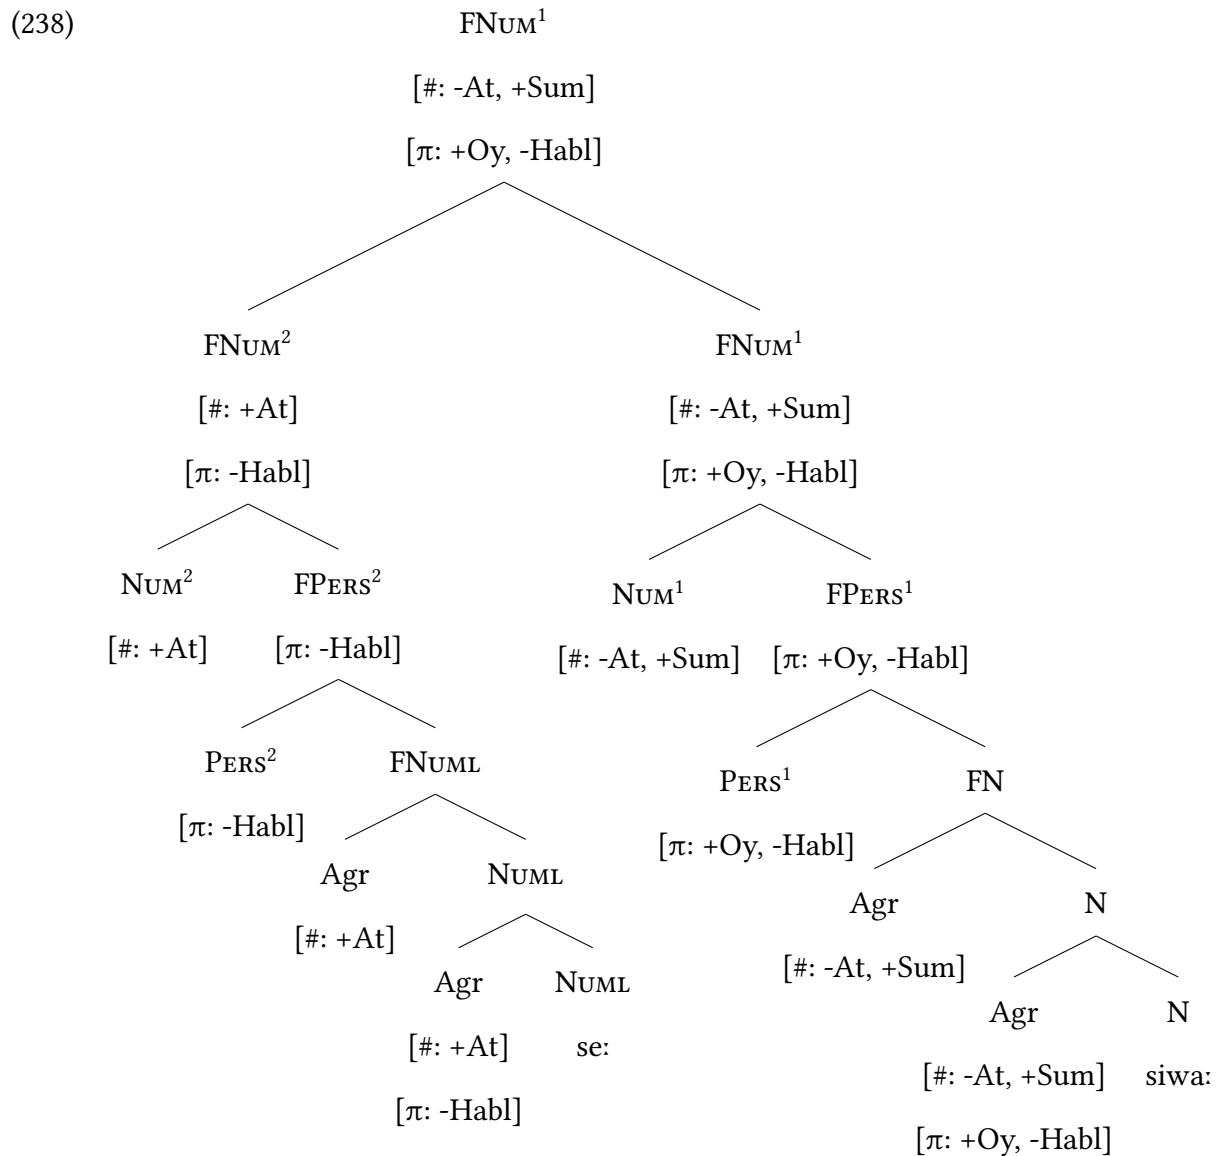 (238) FNum¹
[#: -At, +Sum]
[π: +Oy, -Habl]
FNum² FNum¹
[#: +At] [#: -At, +Sum]
[π: -Habl] [π: +Oy, -Habl]
Num² FPers² Num¹ FPers¹
[#: +At] [π: -Habl] [#: -At, +Sum] [π: +Oy, -Habl]
Pers² FNuml Pers¹ FN
[π: -Habl] [π: +Oy, -Habl]
Agr Numl Agr N
[#: +At] [#: -At, +Sum]
Agr Numl Agr N
[#: +At] seː [#: -At, +Sum] siwaː
[π: -Habl] [π: +Oy, -Habl]